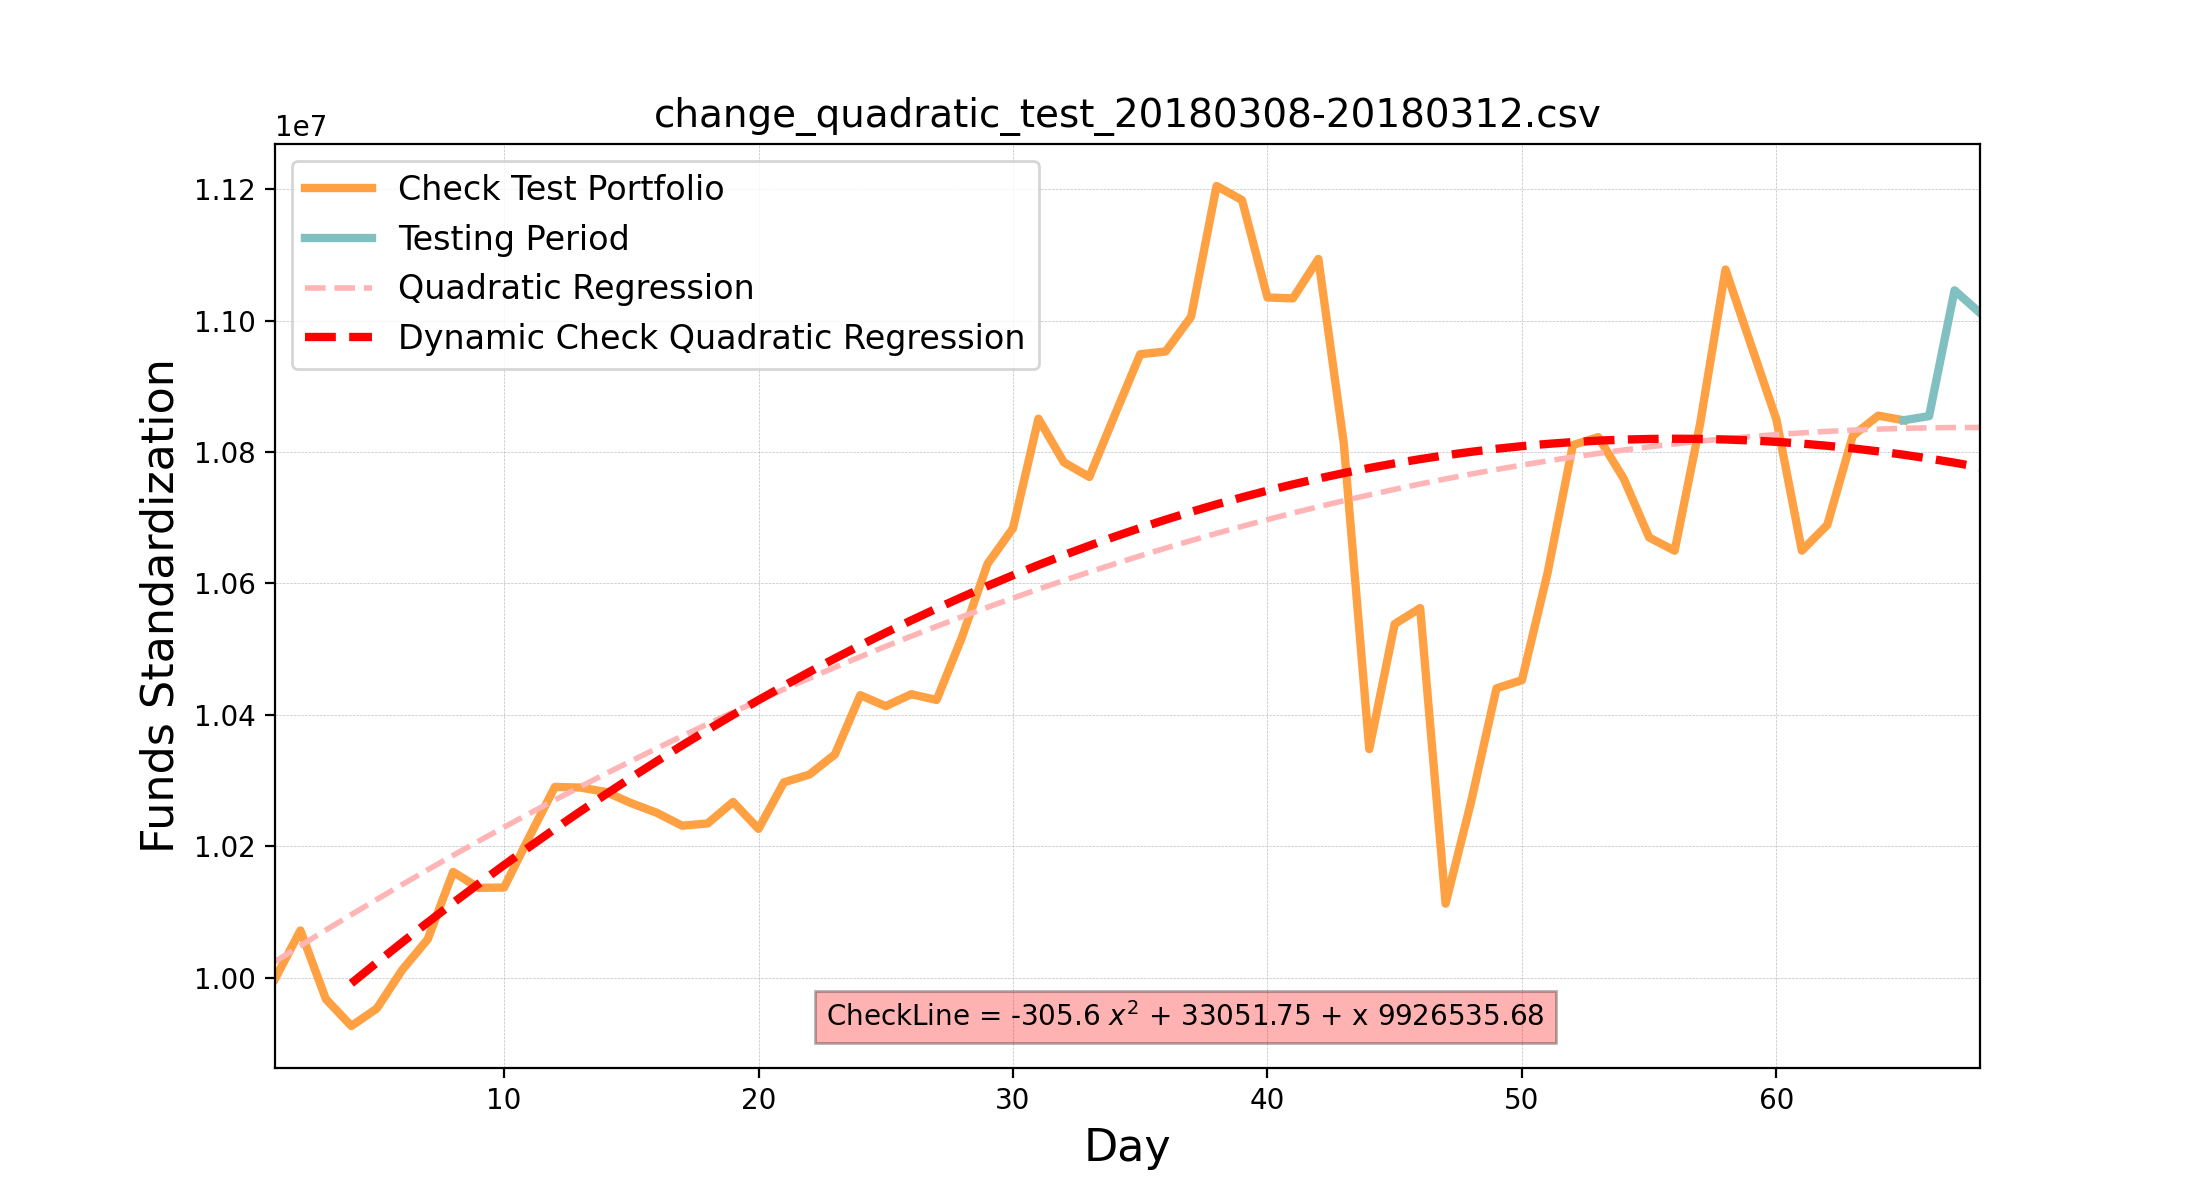 change_quadratic_test_20180308-20180312.csv
1e7
Check Test Portfolio
Testing Period
Quadratic Regression
Dynamic Check Quadratic Regression
1.12
1.10
1.08
1.06
1.04
1.02
1.00
Funds Standardization
CheckLine = -305.6 x² + 33051.75 + x 9926535.68
10 20 30 40 50 60
Day